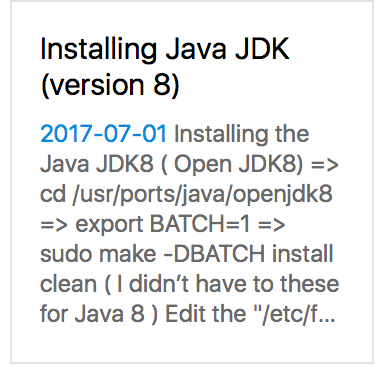 Installing Java JDK
(version 8)
2017-07-01 Installing the
Java JDK8 ( Open JDK8) =>
cd /usr/ports/java/openjdk8
=> export BATCH=1 =>
sudo make -DBATCH install
clean ( I didn’t have to these
for Java 8 ) Edit the "/etc/f...